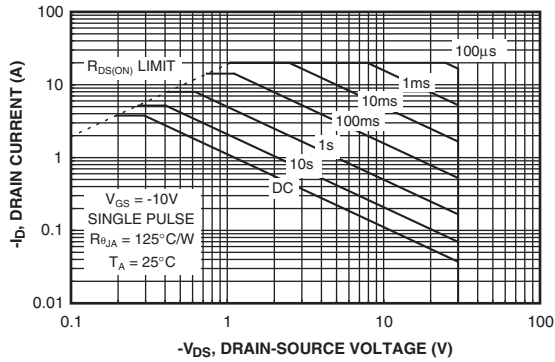 100
10
1
0.1
0.01
-I_D, DRAIN CURRENT (A)
R_DS(ON) LIMIT
100µs
1ms
10ms
100ms
1s
10s
DC
V_GS = -10V
SINGLE PULSE
R_θJA = 125°C/W
T_A = 25°C
0.1
1
10
100
-V_DS, DRAIN-SOURCE VOLTAGE (V)